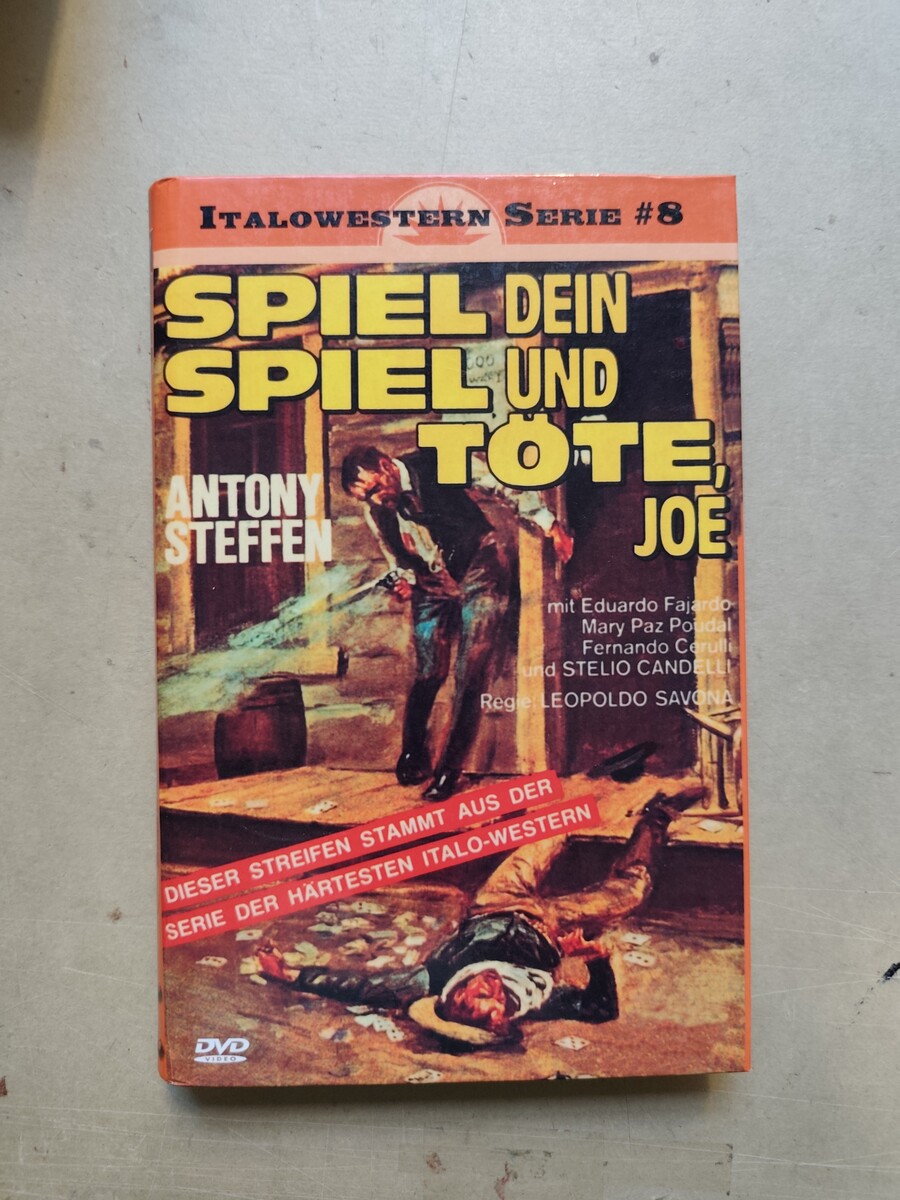 ITALOWESTERN SERIE #8
SPIEL DEIN
SPIEL UND
TÖTE,
JOE
ANTONY
STEFFEN
mit Eduardo Fajardo
Mary Paz Poudal
Fernando Cerulli
und STELIO CANDELLI
Regie: LEOPOLDO SAVONA
DIESER STREIFEN STAMMT AUS DER
SERIE DER HÄRTESTEN ITALO-WESTERN
DVD
VIDEO